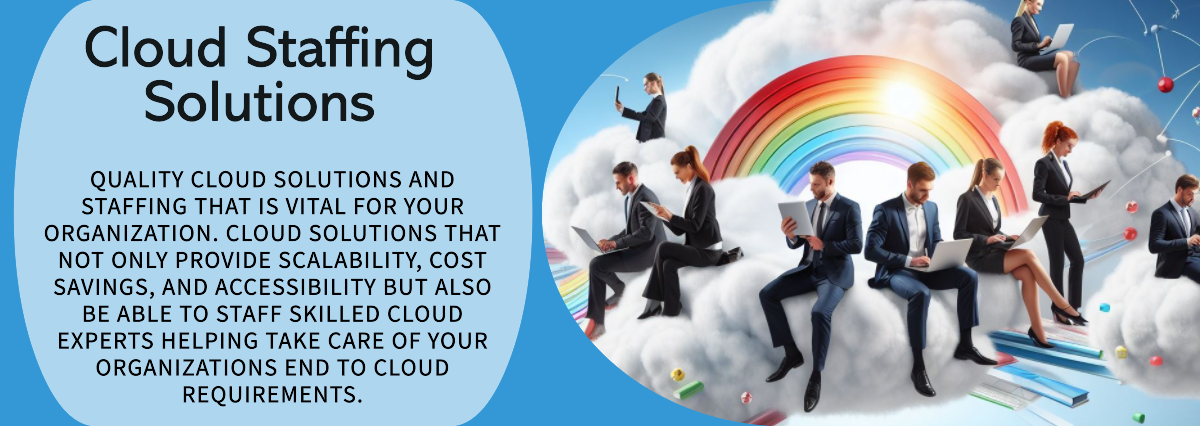 Cloud Staffing
Solutions
QUALITY CLOUD SOLUTIONS AND
STAFFING THAT IS VITAL FOR YOUR
ORGANIZATION. CLOUD SOLUTIONS THAT
NOT ONLY PROVIDE SCALABILITY, COST
SAVINGS, AND ACCESSIBILITY BUT ALSO
BE ABLE TO STAFF SKILLED CLOUD
EXPERTS HELPING TAKE CARE OF YOUR
ORGANIZATIONS END TO CLOUD
REQUIREMENTS.